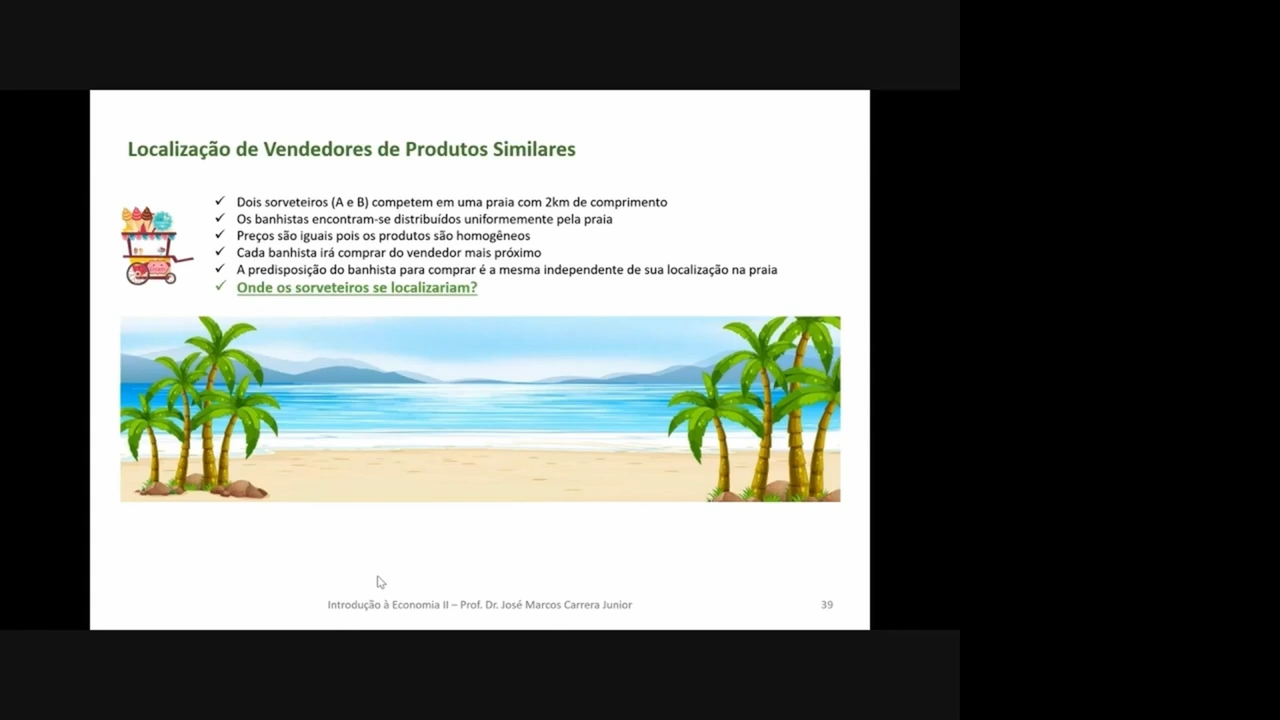 Localização de Vendedores de Produtos Similares
✓ Dois sorveteiros (A e B) competem em uma praia com 2km de comprimento
✓ Os banhistas encontram-se distribuídos uniformemente pela praia
✓ Preços são iguais pois os produtos são homogêneos
✓ Cada banhista irá comprar do vendedor mais próximo
✓ A predisposição do banhista para comprar é a mesma independente de sua localização na praia
✓ Onde os sorveteiros se localizariam?
Introdução à Economia II – Prof. Dr. José Marcos Carrera Junior
39